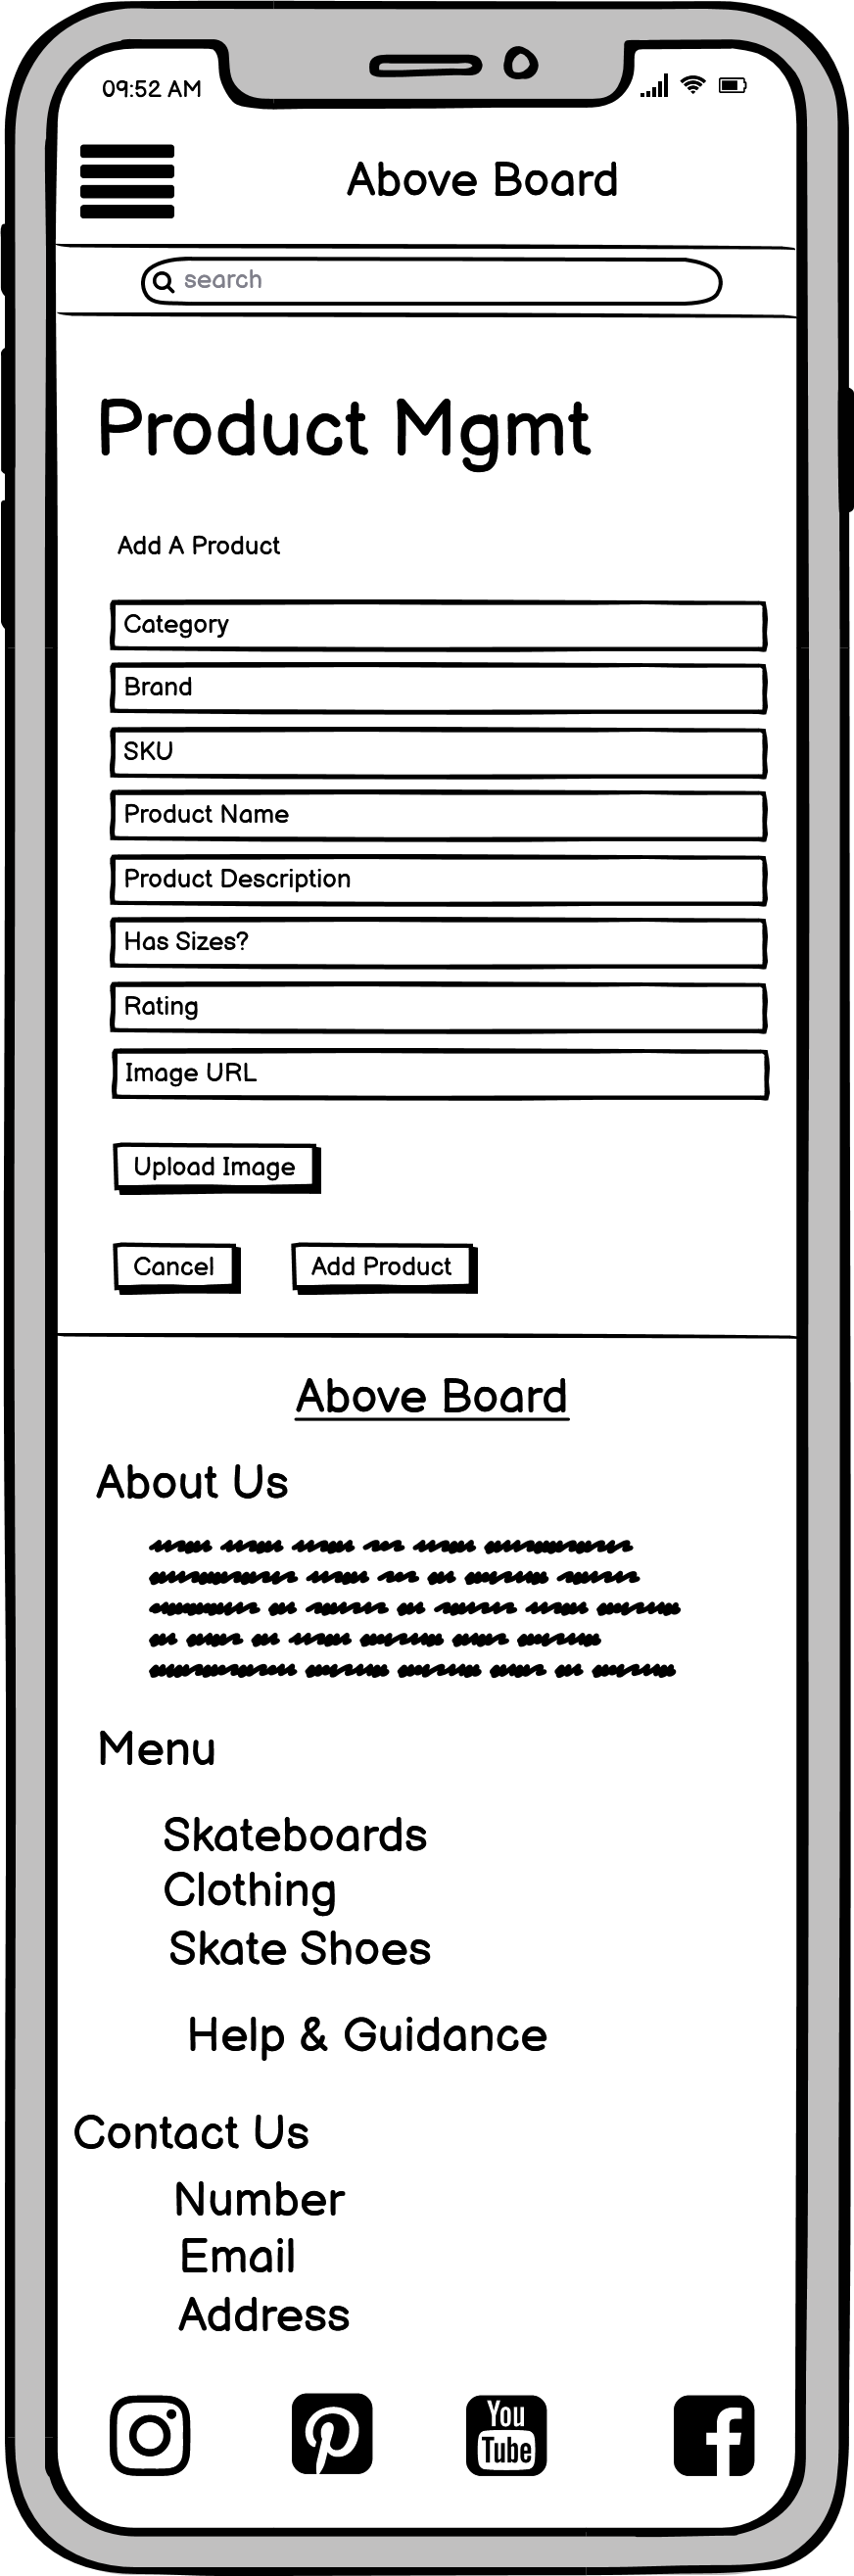 09:52 AM
Above Board
search
Product Mgmt
Add A Product
Category
Brand
SKU
Product Name
Product Description
Has Sizes?
Rating
Image URL
Upload Image
Cancel
Add Product
Above Board
About Us
Menu
Skateboards
Clothing
Skate Shoes
Help & Guidance
Contact Us
Number
Email
Address
You
Tube